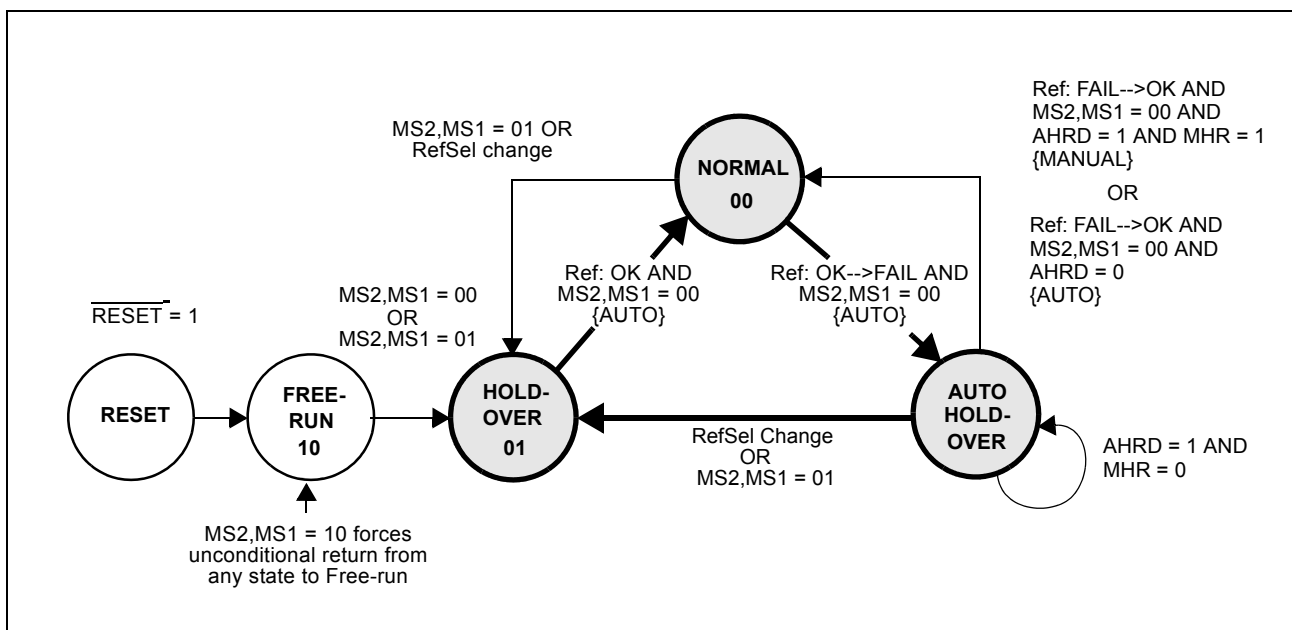 Ref: FAIL-->OK AND
MS2,MS1 = 00 AND
AHRD = 1 AND MHR = 1
{MANUAL}
OR
Ref: FAIL-->OK AND
MS2,MS1 = 00 AND
AHRD = 0
{AUTO}
MS2,MS1 = 01 OR
RefSel change
NORMAL
00
Ref: OK AND
MS2,MS1 = 00
{AUTO}
Ref: OK-->FAIL AND
MS2,MS1 = 00
{AUTO}
MS2,MS1 = 00
OR
MS2,MS1 = 01
RESET = 1
RESET
FREE-
RUN
10
HOLD-
OVER
01
AUTO
HOLD-
OVER
RefSel Change
OR
MS2,MS1 = 01
AHRD = 1 AND
MHR = 0
MS2,MS1 = 10 forces
unconditional return from
any state to Free-run